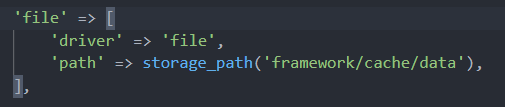 'file' => [
    'driver' => 'file',
    'path' => storage_path('framework/cache/data'),
],